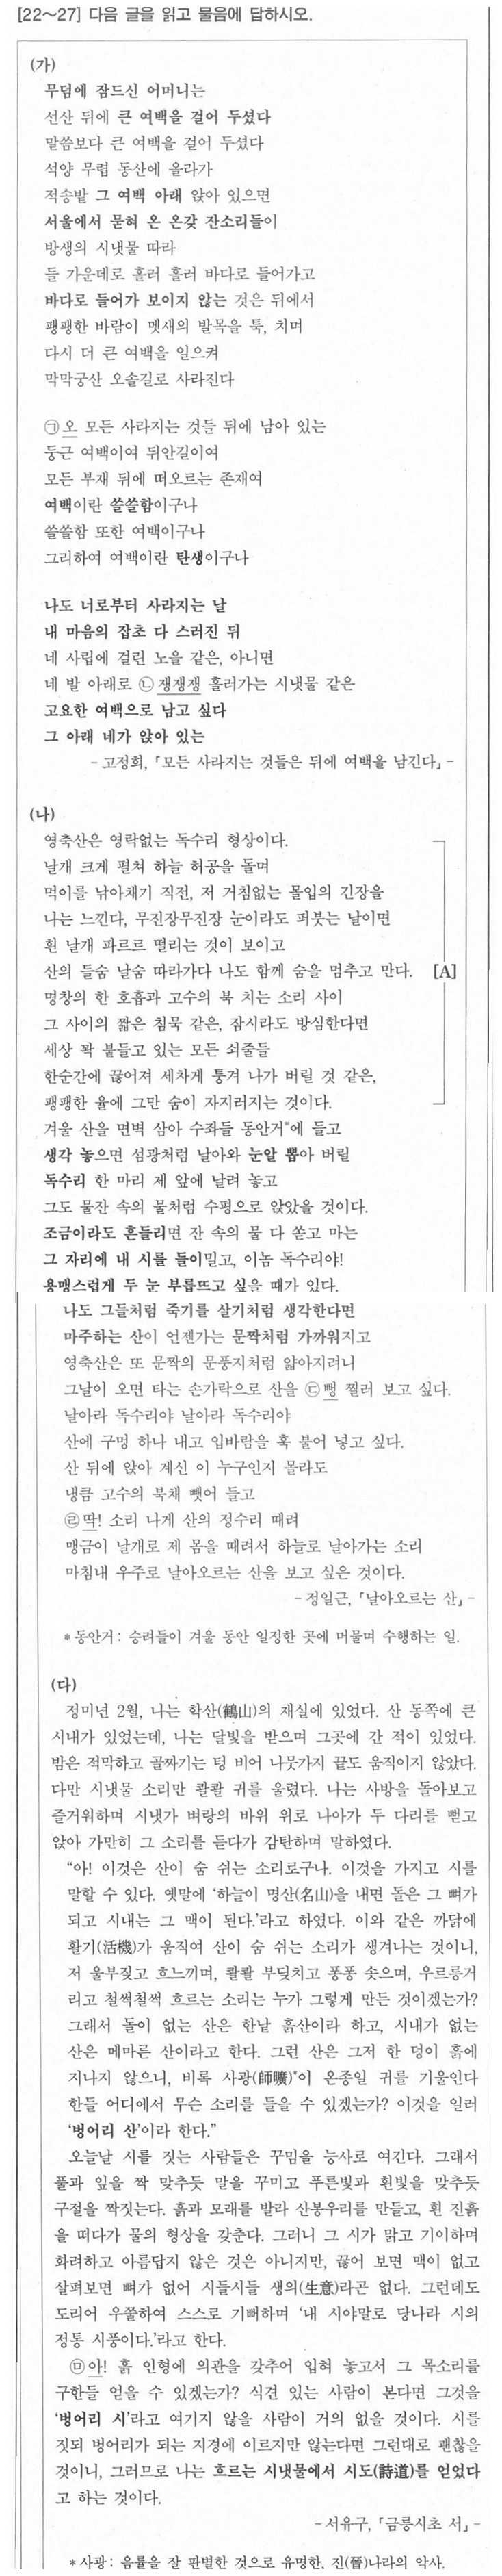 [22～27] 다음 글을 읽고 물음에 답하시오.
(가)
무덤에 잠드신 어머니는
선산 뒤에 큰 여백을 걸어 두셨다
말씀보다 큰 여백을 걸어 두셨다
석양 무렵 동산에 올라가
적송밭 그 여백 아래 앉아 있으면
서울에서 묻혀 온 온갖 잔소리들이
방생의 시냇물 따라
들 가운데로 흘러 흘러 바다로 들어가고
바다로 들어가 보이지 않는 것은 뒤에서
팽팽한 바람이 멧새의 발목을 툭, 치며
다시 더 큰 여백을 일으켜
막막궁산 오솔길로 사라진다
㉠오 모든 사라지는 것들 뒤에 남아 있는
둥근 여백이여 뒤안길이여
모든 부재 뒤에 떠오르는 존재여
여백이란 쓸쓸함이구나
쓸쓸함 또한 여백이구나
그리하여 여백이란 탄생이구나
나도 너로부터 사라지는 날
내 마음의 잡초 다 스러진 뒤
네 사립에 걸린 노을 같은, 아니면
네 발 아래로 ㉡쟁쟁쟁 흘러가는 시냇물 같은
고요한 여백으로 남고 싶다
그 아래 네가 앉아 있는
- 고정희, 「모든 사라지는 것들은 뒤에 여백을 남긴다」 -
(나)
영축산은 영락없는 독수리 형상이다.
날개 크게 펼쳐 하늘 허공을 돌며
먹이를 낚아채기 직전, 저 거침없는 몰입의 긴장을
나는 느낀다, 무진장무진장 눈이라도 퍼붓는 날이면
흰 날개 파르르 떨리는 것이 보이고
산의 들숨 날숨 따라가다 나도 함께 숨을 멈추고 만다. [A]
명창의 한 호흡과 고수의 북 치는 소리 사이
그 사이의 짧은 침묵 같은, 잠시라도 방심한다면
세상 꽉 붙들고 있는 모든 쇠줄들
한순간에 끊어져 세차게 튕겨 나가 버릴 것 같은,
팽팽한 율에 그만 숨이 자지러지는 것이다.
겨울 산을 면벽 삼아 수좌들 동안거*에 들고
생각 놓으면 섬광처럼 날아와 눈알 뽑아 버릴
독수리 한 마리 제 앞에 날려 놓고
그도 물잔 속의 물처럼 수평으로 앉았을 것이다.
조금이라도 흔들리면 잔 속의 물 다 쏟고 마는
그 자리에 내 시를 들이밀고, 이놈 독수리야!
용맹스럽게 두 눈 부릅뜨고 싶을 때가 있다.
나도 그들처럼 죽기를 살기처럼 생각한다면
마주하는 산이 언젠가는 문짝처럼 가까워지고
영축산은 또 문짝의 문풍지처럼 얇아지려니
그날이 오면 타는 손가락으로 산을 ㉢뻥 찔러 보고 싶다.
날아라 독수리야 날아라 독수리야
산에 구멍 하나 내고 입바람을 훅 불어 넣고 싶다.
산 뒤에 앉아 계신 이 누구인지 몰라도
냉큼 고수의 북채 뺏어 들고
㉣딱! 소리 나게 산의 정수리 때려
맹금이 날개로 제 몸을 때려서 하늘로 날아가는 소리
마침내 우주로 날아오르는 산을 보고 싶은 것이다.
- 정일근, 「날아오르는 산」 -
* 동안거: 승려들이 겨울 동안 일정한 곳에 머물며 수행하는 일.
(다)
정미년 2월, 나는 학산(鶴山)의 재실에 있었다. 산 동쪽에 큰
시내가 있었는데, 나는 달빛을 받으며 그곳에 간 적이 있었다.
밤은 적막하고 골짜기는 텅 비어 나뭇가지 끝도 움직이지 않았다.
다만 시냇물 소리만 콸콸 귀를 울렸다. 나는 사방을 돌아보고
즐거워하며 시냇가 벼랑의 바위 위로 나아가 두 다리를 뻗고
앉아 가만히 그 소리를 듣다가 감탄하며 말하였다.
“아! 이것은 산이 숨 쉬는 소리로구나. 이것을 가지고 시를
말할 수 있다. 옛말에 ‘하늘이 명산(名山)을 내면 돌은 그 뼈가
되고 시내는 그 맥이 된다.’라고 하였다. 이와 같은 까닭에
활기(活機)가 움직여 산이 숨 쉬는 소리가 생겨나는 것이니,
저 울부짖고 흐느끼며, 콸콸 부딪치고 퐁퐁 솟으며, 우르릉거
리고 철썩철썩 흐르는 소리는 누가 그렇게 만든 것이겠는가?
그래서 돌이 없는 산은 한낱 흙산이라 하고, 시내가 없는
산은 메마른 산이라고 한다. 그런 산은 그저 한 덩이 흙에
지나지 않으니, 비록 사광(師曠)*이 온종일 귀를 기울인다
한들 어디에서 무슨 소리를 들을 수 있겠는가? 이것을 일러
‘벙어리 산’이라 한다.”
오늘날 시를 짓는 사람들은 꾸밈을 능사로 여긴다. 그래서
풀과 잎을 짝 맞추듯 말을 꾸미고 푸른빛과 흰빛을 맞추듯
구절을 짝짓는다. 흙과 모래를 발라 산봉우리를 만들고, 흰 진흙
을 떠다가 물의 형상을 갖춘다. 그러니 그 시가 맑고 기이하며
화려하고 아름답지 않은 것은 아니지만, 끊어 보면 맥이 없고
살펴보면 뼈가 없어 시들시들 생의(生意)라곤 없다. 그런데도
도리어 우쭐하여 스스로 기뻐하며 ‘내 시야말로 당나라 시의
정통 시풍이다.’라고 한다.
㉤아! 흙 인형에 의관을 갖추어 입혀 놓고서 그 목소리를
구한들 얻을 수 있겠는가? 식견 있는 사람이 본다면 그것을
‘벙어리 시’라고 여기지 않을 사람이 거의 없을 것이다. 시를
짓되 벙어리가 되는 지경에 이르지만 않는다면 그런대로 괜찮을
것이니, 그러므로 나는 흐르는 시냇물에서 시도(詩道)를 얻었다
고 하는 것이다.
- 서유구, 「금릉시초 서」 -
* 사광: 음률을 잘 판별한 것으로 유명한, 진(晉)나라의 악사.